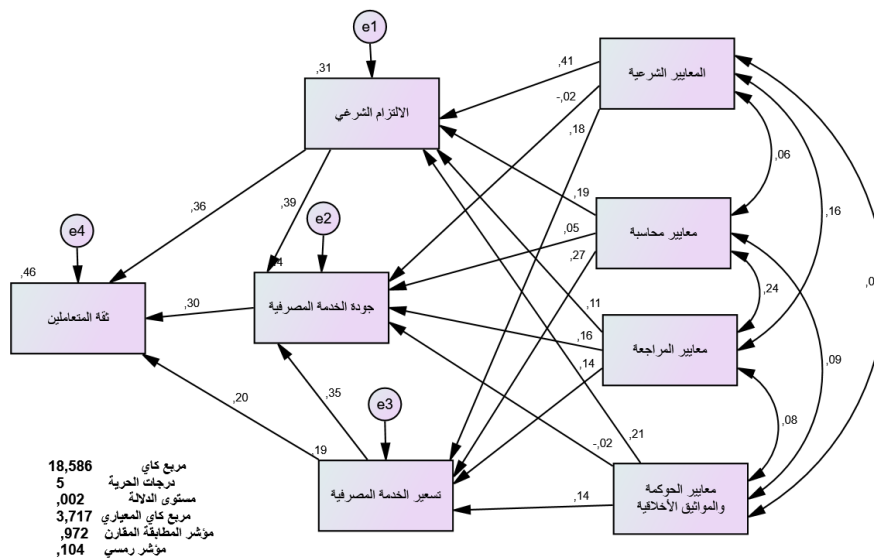 e1
,31
الالتزام الشرعي
المعايير الشرعية
,41
-,02
,18
,06
,16
معايير محاسبة
,19
,05
,27
,36
,39
e2
جودة الخدمة المصرفية
e4
,46
ثقة المتعاملين
,30
,24
معايير المراجعة
,11
,16
,14
,09
,08
,35
,20
e3
,19
تسعير الخدمة المصرفية
-,02
,21
,14
معايير الحوكمة
والمواثيق الأخلاقية
18,586 مربع كاي
5 درجات الحرية
,002 مستوى الدلالة
3,717 مربع كاي المعياري
,972 مؤشر المطابقة المقارن
,104 مؤشر رمسي